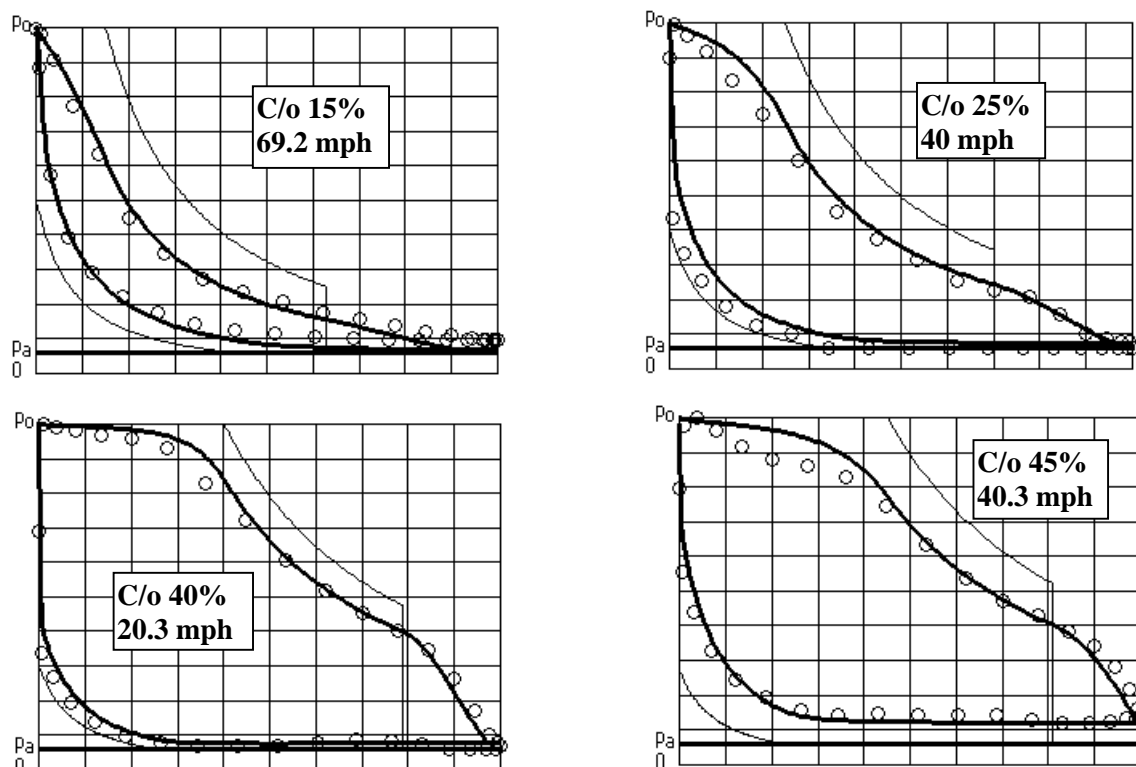 Po
C/o 15%
69.2 mph
Pa
0
Po
C/o 25%
40 mph
Pa
0
Po
C/o 40%
20.3 mph
Pa
0
Po
C/o 45%
40.3 mph
Pa
0